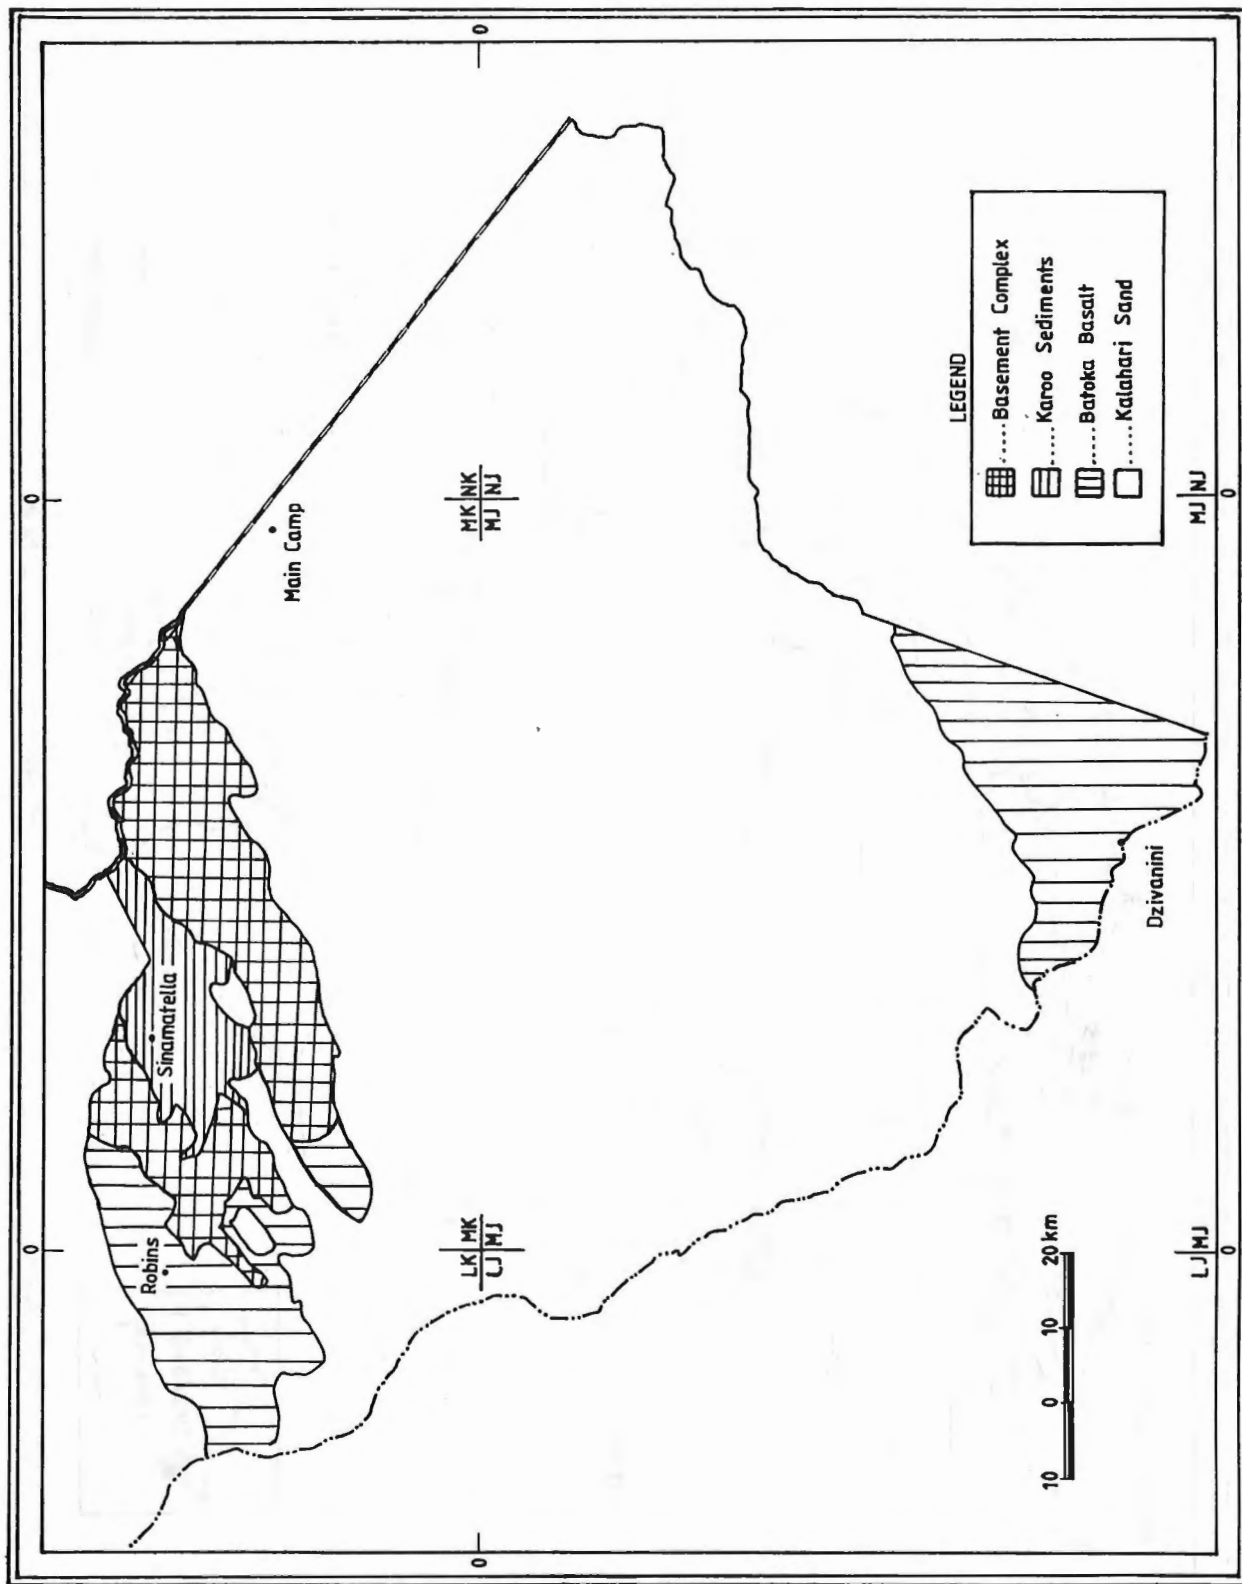 0 0
Robins
Sinamatella
Main Camp
0
LK MK
MK NK
0
LJ MJ
MJ NJ
LEGEND
.....Basement Complex
.....Karoo Sediments
.....Batoka Basalt
.....Kalahari Sand
10 0 10 20 km
Dzivanini
LJ MJ
MJ NJ
0 0